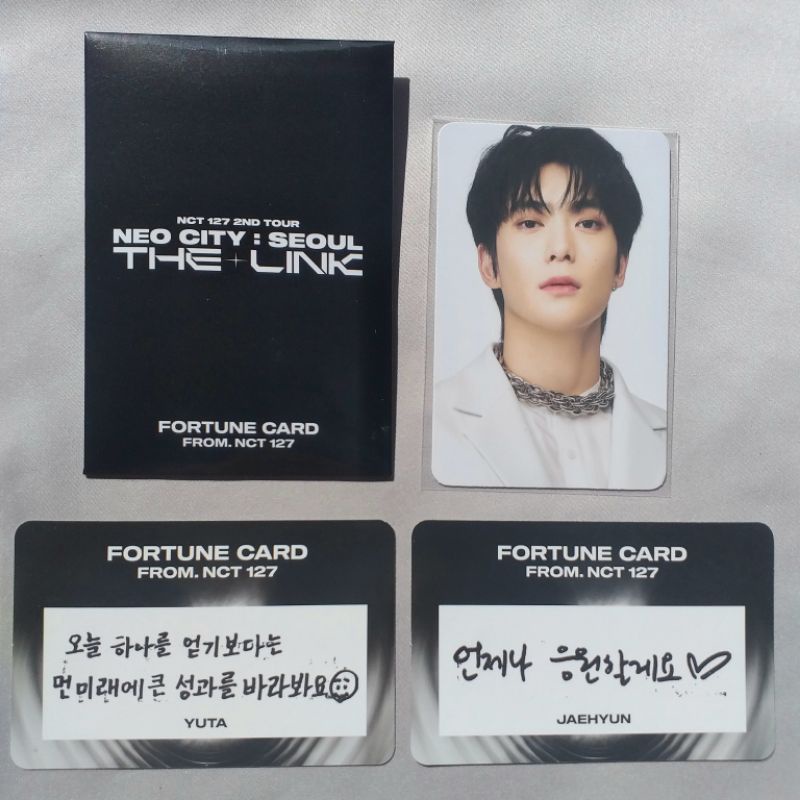 NCT 127 2ND TOUR
NEO CITY : SEOUL
THE LINK
FORTUNE CARD
FROM. NCT 127
FORTUNE CARD
FROM. NCT 127
오늘 하나를 얻기보다는
먼 미래에 큰 성과를 바라봐요
YUTA
FORTUNE CARD
FROM. NCT 127
언제나 응원할게요♡
JAEHYUN